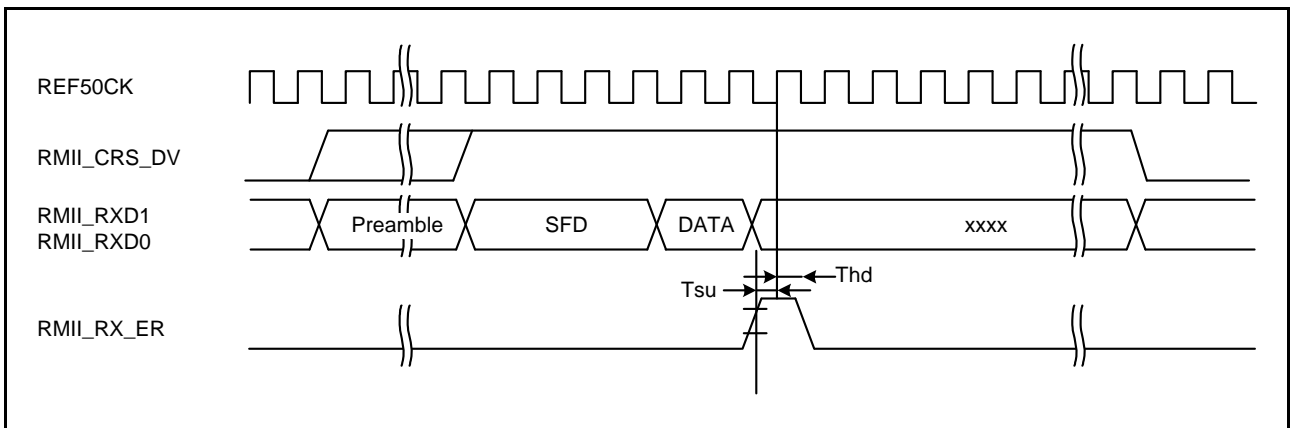 REF50CK
RMII_CRS_DV
RMII_RXD1
RMII_RXD0
Preamble
SFD
DATA
xxxx
Tsu
Thd
RMII_RX_ER